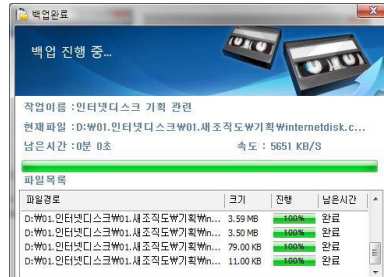 백업완료
백업 진행 중...
작업이름 :인터넷디스크 기획 관련
현재파일 :D:₩01.인터넷디스크₩01.새조직도₩기획₩internetdisk.c...
남은시간 :0분 0초 속도 : 5651 KB/S
파일목록
파일경로 크기 진행 남은시간
D:₩01.인터넷디스크₩01.새조직도₩기획₩in... 3.59 MB 100% 완료
D:₩01.인터넷디스크₩01.새조직도₩기획₩in... 3.50 MB 100% 완료
D:₩01.인터넷디스크₩01.새조직도₩기획₩in... 79.00 KB 100% 완료
D:₩01.인터넷디스크₩01.새조직도₩기획₩in... 11.00 KB 100% 완료